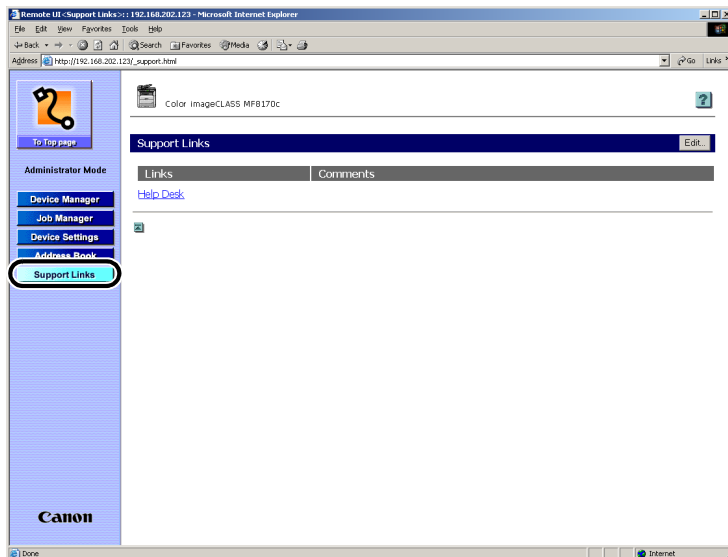 Remote UI <Support Links>: : 192.168.202.123 - Microsoft Internet Explorer
File Edit View Favorites Tools Help
Back Search Favorites Media
Address http://192.168.202.123/_support.html Go Links
Color imageCLASS MF8170c
?
To Top page
Support Links Edit...
Administrator Mode
Links Comments
Help Desk
Device Manager
Job Manager
Device Settings
Address Book
Support Links
Canon
Done Internet